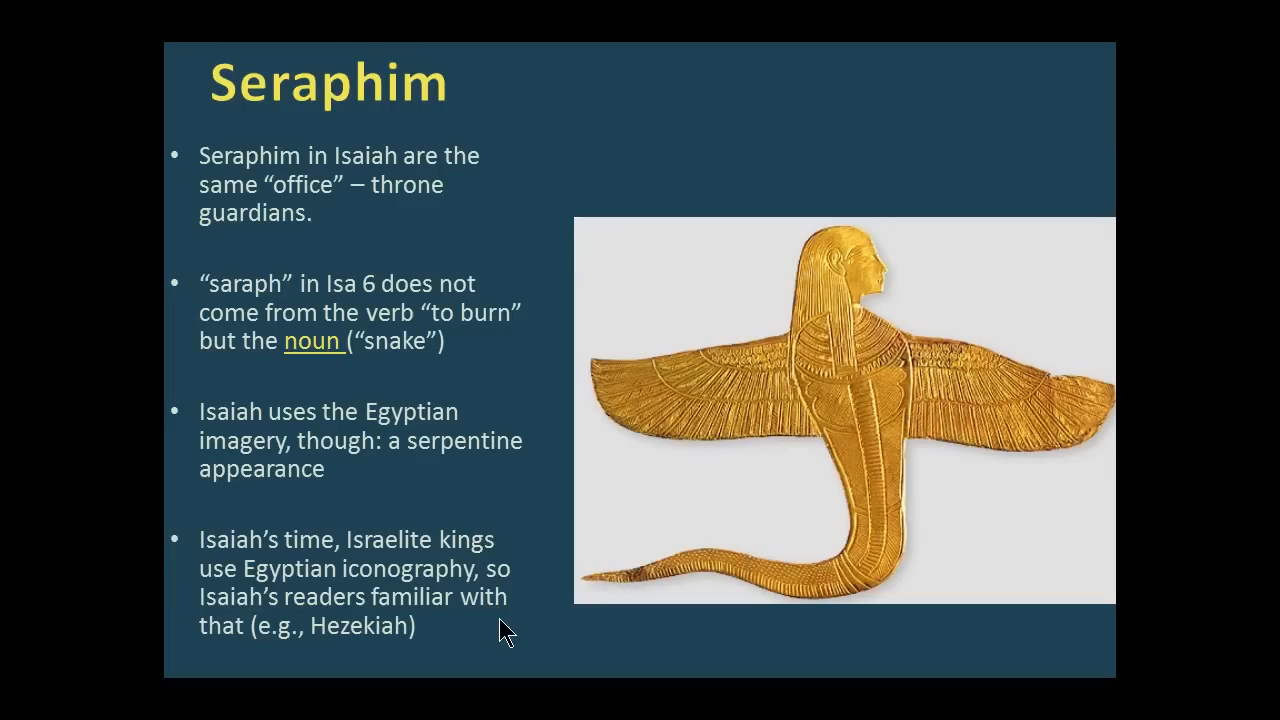 Seraphim
• Seraphim in Isaiah are the
same “office” – throne
guardians.
• “saraph” in Isa 6 does not
come from the verb “to burn”
but the noun (“snake”)
• Isaiah uses the Egyptian
imagery, though: a serpentine
appearance
• Isaiah’s time, Israelite kings
use Egyptian iconography, so
Isaiah’s readers familiar with
that (e.g., Hezekiah)